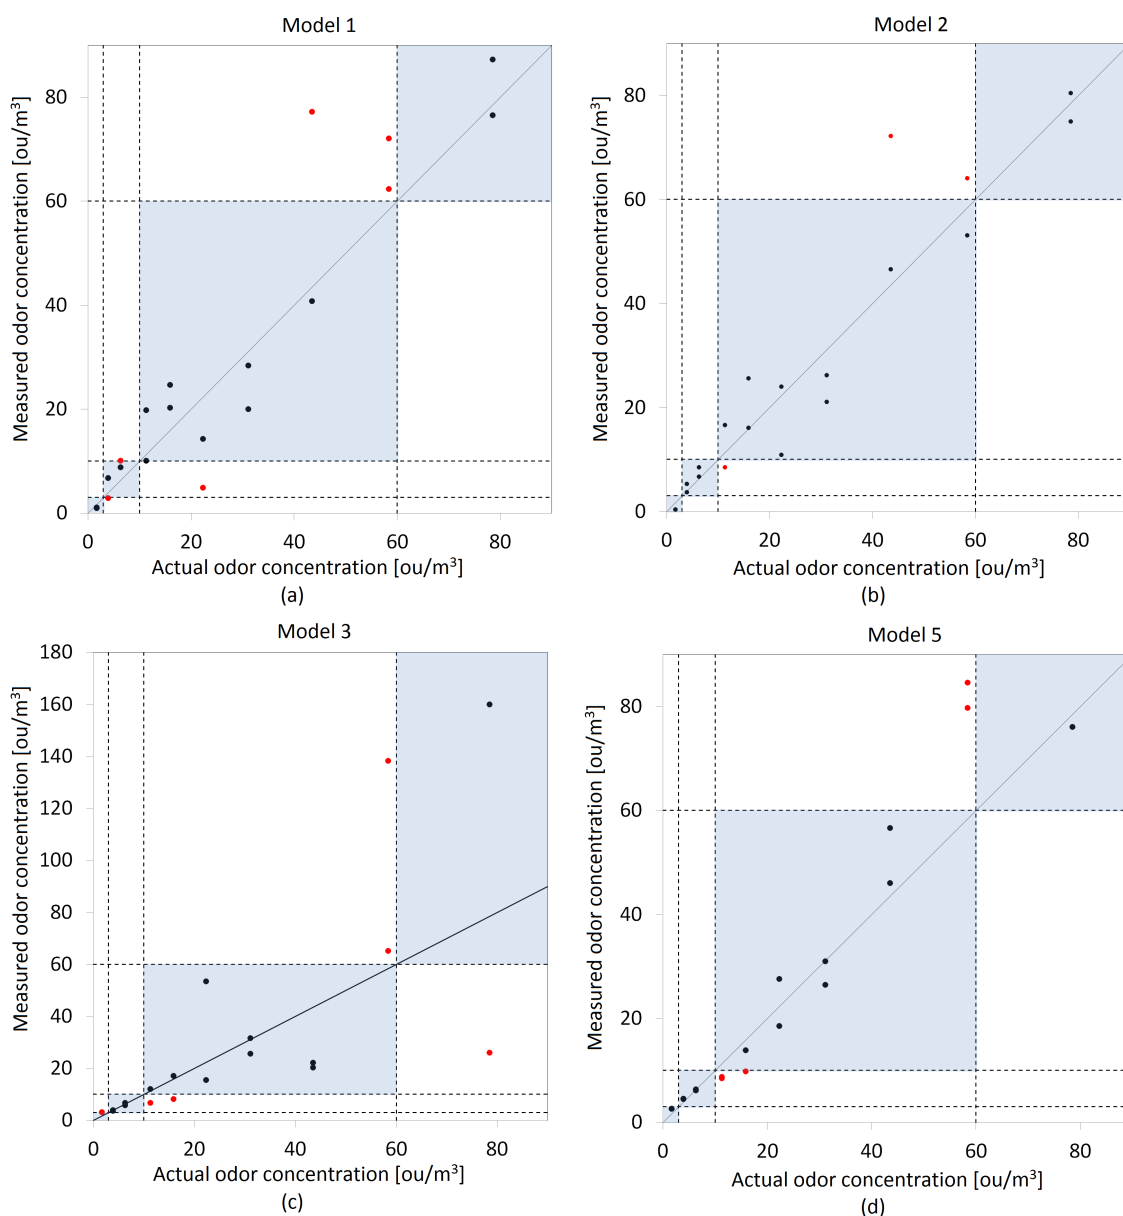 Model 1
Measured odor concentration [ou/m³]
80
60
40
20
0
0 20 40 60 80
Actual odor concentration [ou/m³]
(a)
Model 2
Measured odor concentration [ou/m³]
80
60
40
20
0
0 20 40 60 80
Actual odor concentration [ou/m³]
(b)
Model 3
Measured odor concentration [ou/m³]
180
160
140
120
100
80
60
40
20
0
0 20 40 60 80
Actual odor concentration [ou/m³]
(c)
Model 5
Measured odor concentration [ou/m³]
80
60
40
20
0
0 20 40 60 80
Actual odor concentration [ou/m³]
(d)